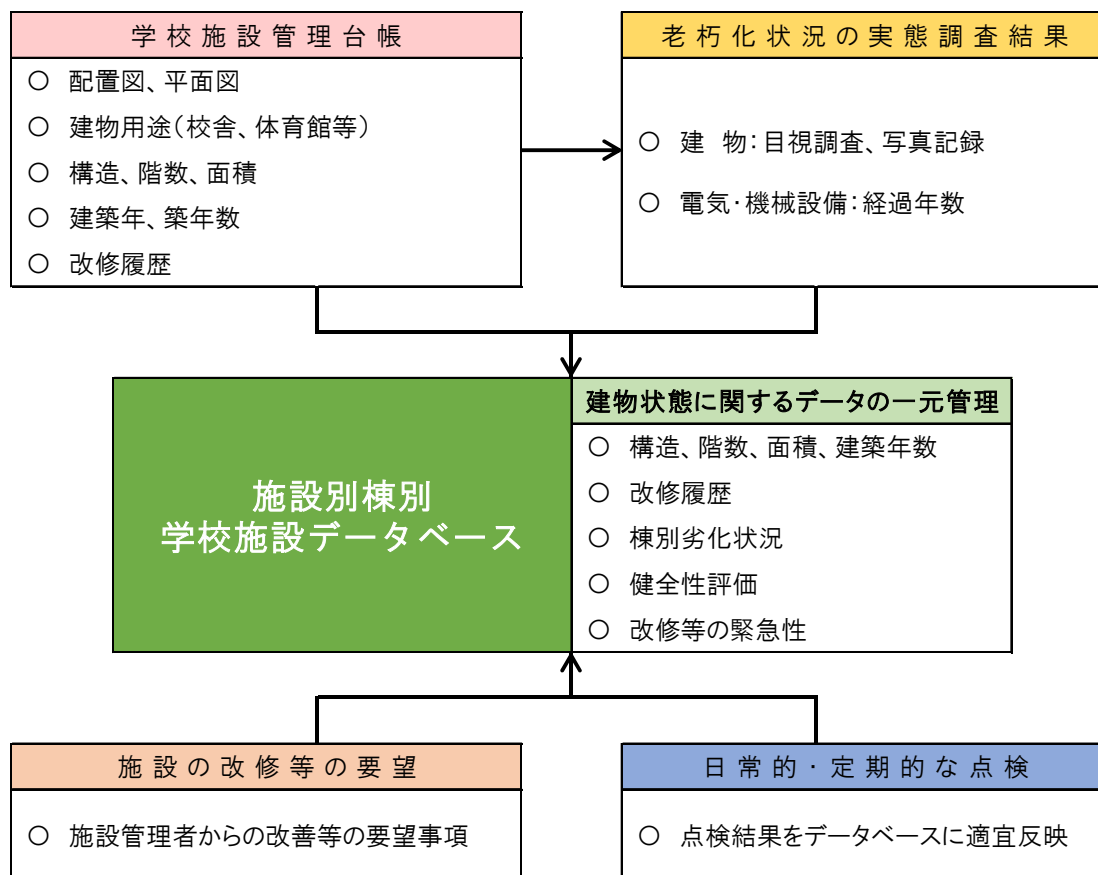 学校施設管理台帳
○ 配置図、平面図
○ 建物用途(校舎、体育館等)
○ 構造、階数、面積
○ 建築年、築年数
○ 改修履歴
老朽化状況の実態調査結果
○ 建 物：目視調査、写真記録
○ 電気・機械設備：経過年数
施設別棟別
学校施設データベース
建物状態に関するデータの一元管理
○ 構造、階数、面積、建築年数
○ 改修履歴
○ 棟別劣化状況
○ 健全性評価
○ 改修等の緊急性
施設の改修等の要望
○ 施設管理者からの改善等の要望事項
日常的・定期的な点検
○ 点検結果をデータベースに適宜反映